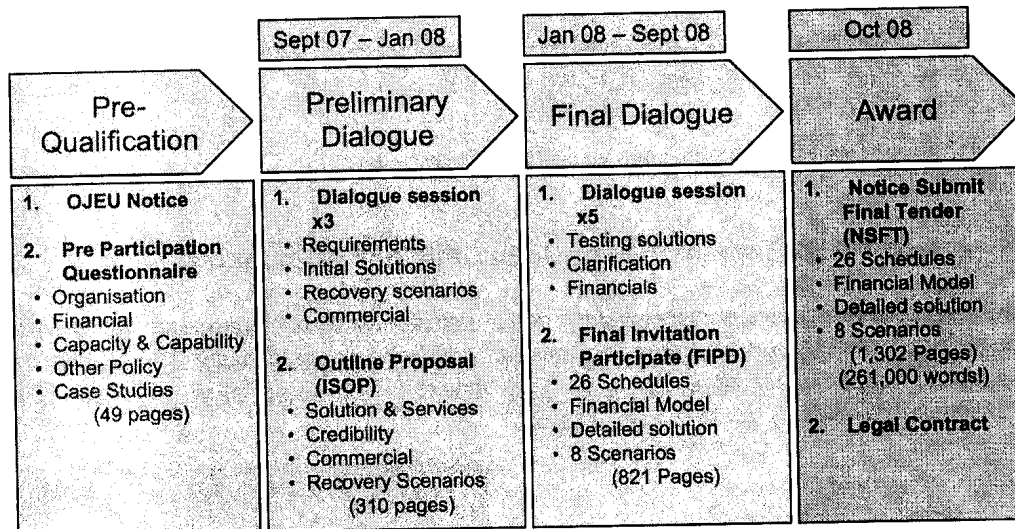 Sept 07 – Jan 08
Jan 08 – Sept 08
Oct 08
Pre-
Qualification
Preliminary
Dialogue
Final Dialogue
Award
1. OJEU Notice
2. Pre Participation
Questionnaire
• Organisation
• Financial
• Capacity & Capability
• Other Policy
• Case Studies
(49 pages)
1. Dialogue session
x3
• Requirements
• Initial Solutions
• Recovery scenarios
• Commercial
2. Outline Proposal
(ISOP)
• Solution & Services
• Credibility
• Commercial
• Recovery Scenarios
(310 pages)
1. Dialogue session
x5
• Testing solutions
• Clarification
• Financials
2. Final Invitation
Participate (FIPD)
• 26 Schedules
• Financial Model
• Detailed solution
• 8 Scenarios
(821 Pages)
1. Notice Submit
Final Tender
(NSFT)
• 26 Schedules
• Financial Model
• Detailed solution
• 8 Scenarios
(1,302 Pages)
(261,000 words!)
2. Legal Contract